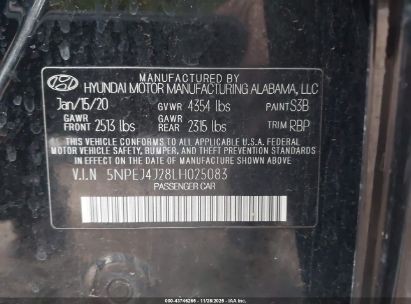 MANUFACTURED BY
HYUNDAI MOTOR MANUFACTURING ALABAMA, LLC
Jan/15/20 GVWR 4354 lbs PAINT S3B
GAWR FRONT 2513 lbs GAWR REAR 2315 lbs TRIM RBP
THIS VEHICLE CONFORMS TO ALL APPLICABLE U.S.A. FEDERAL
MOTOR VEHICLE SAFETY, BUMPER, AND THEFT PREVENTION
STANDARDS IN EFFECT ON THE DATE OF MANUFACTURE SHOWN ABOVE.
V.I.N 5NPEJ4J28LH025083
PASSENGER CAR